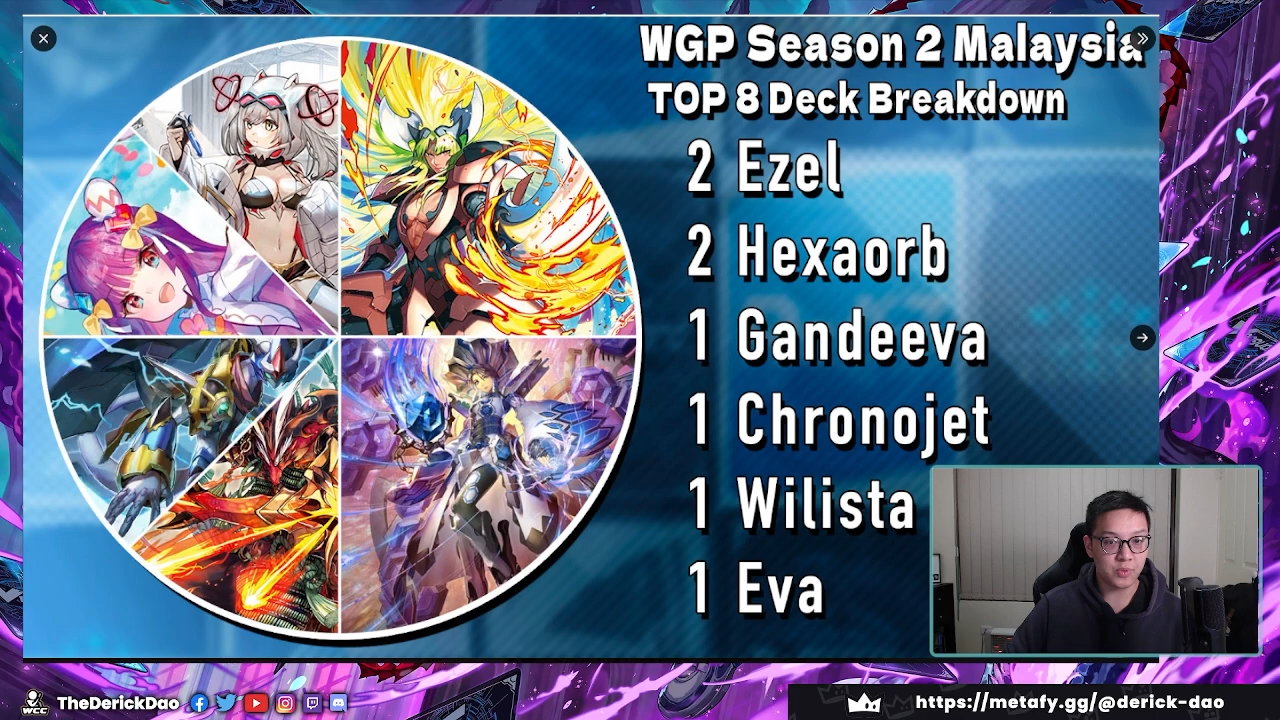 WGP Season 2 Malaysia
TOP 8 Deck Breakdown
2 Ezel
2 Hexaorb
1 Gandeeva
1 Chronojet
1 Wilista
1 Eva
WCC
TheDerickDao
https://metafy.gg/@derick-dao